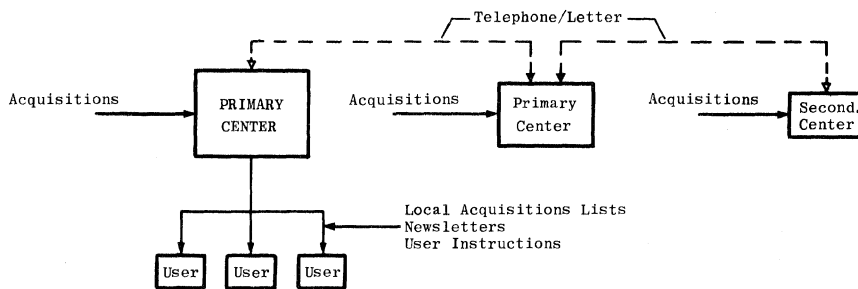 Telephone/Letter
Acquisitions
PRIMARY
CENTER
Acquisitions
Primary
Center
Acquisitions
Second.
Center
Local Acquisitions Lists
Newsletters
User Instructions
User
User
User